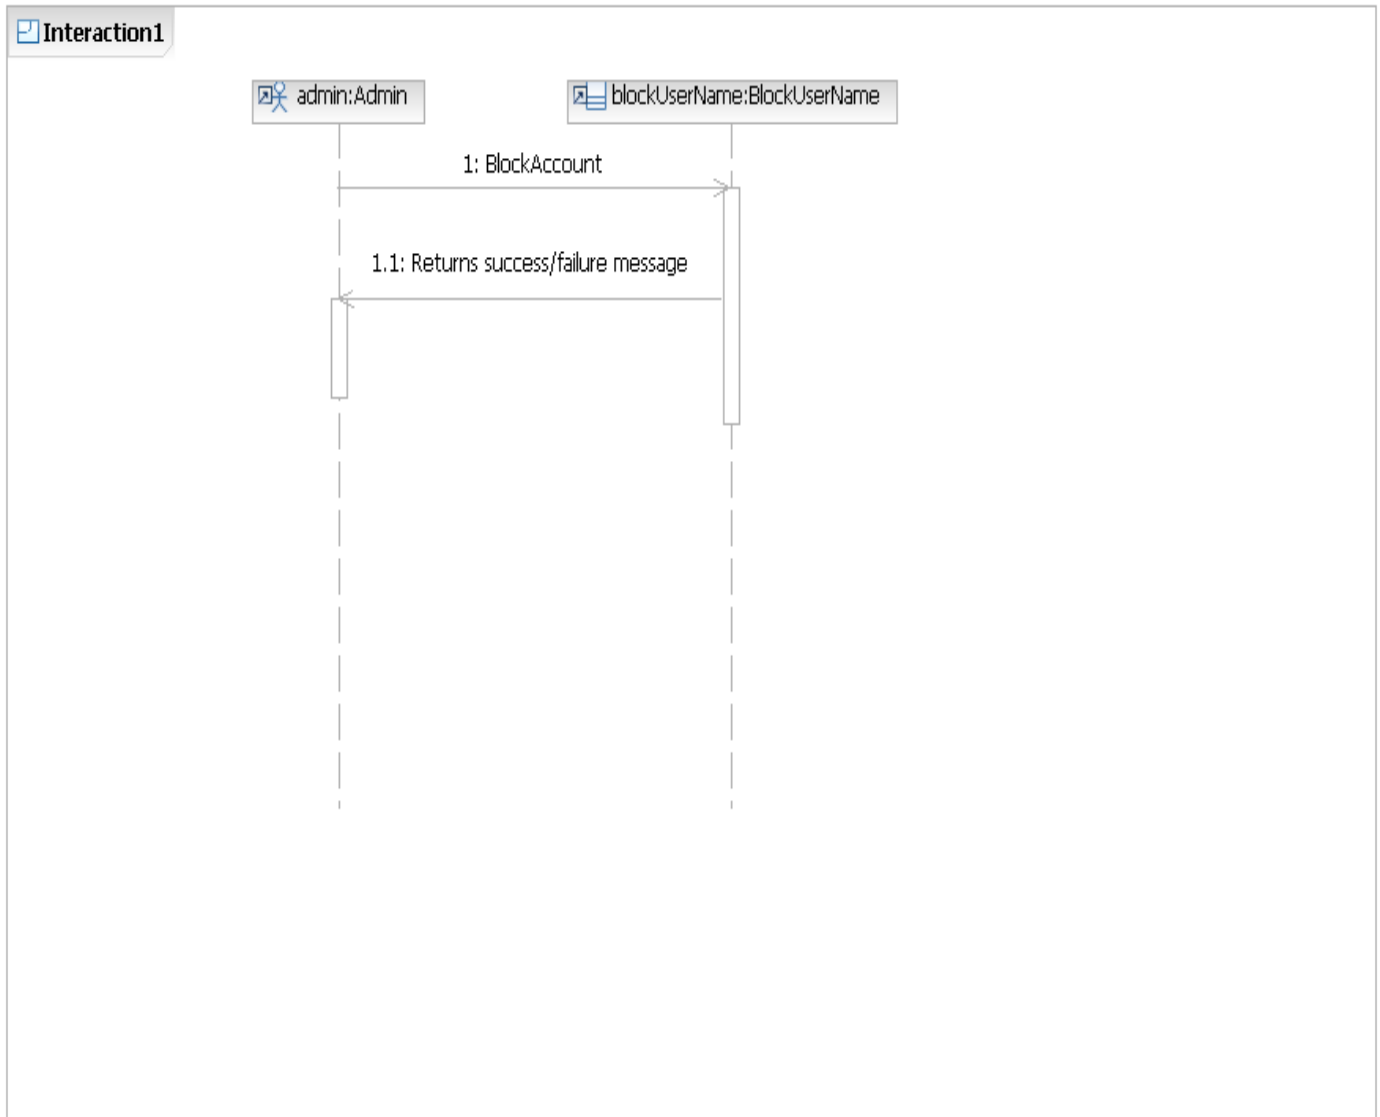 Interaction1
admin:Admin
blockUserName:BlockUserName
1: BlockAccount
1.1: Returns success/failure message